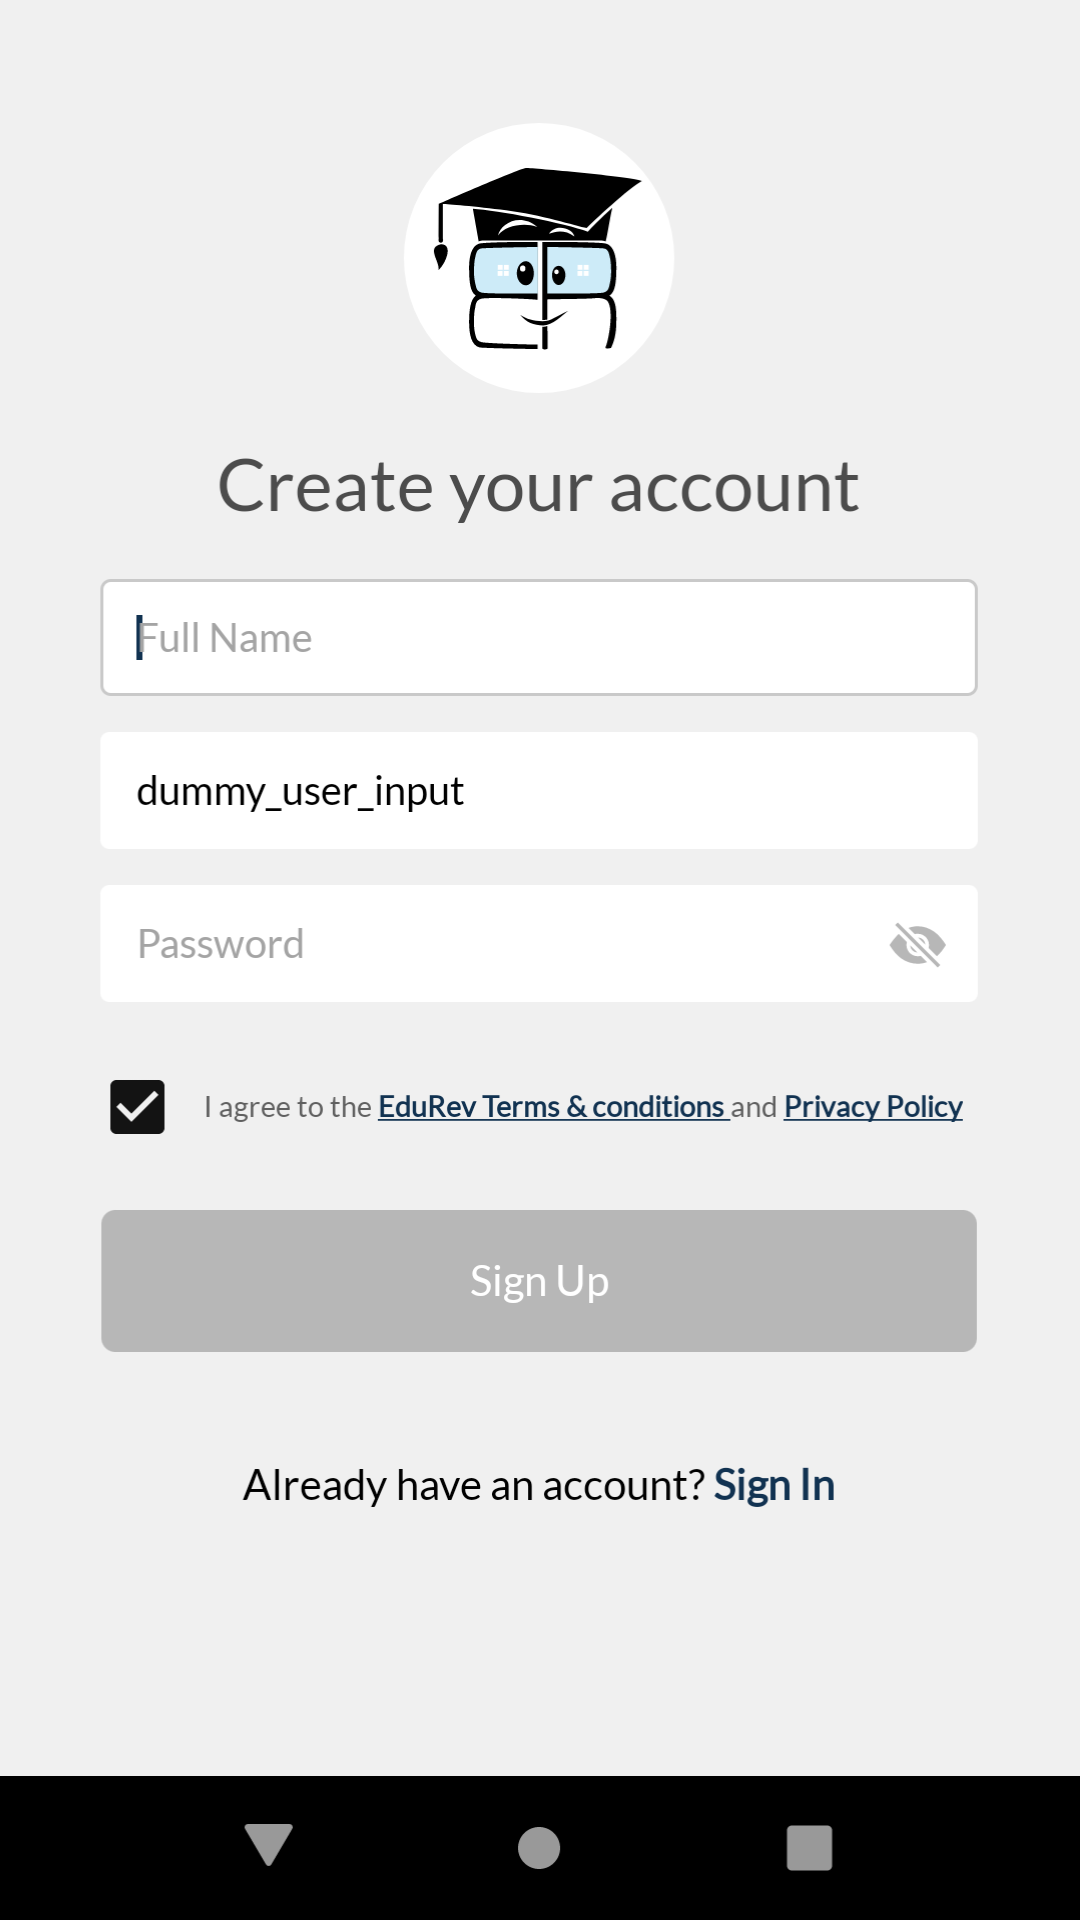 Create your account
Full Name
dummy_user_input
Password
I agree to the EduRev Terms & conditions and Privacy Policy
Sign Up
Already have an account? Sign In